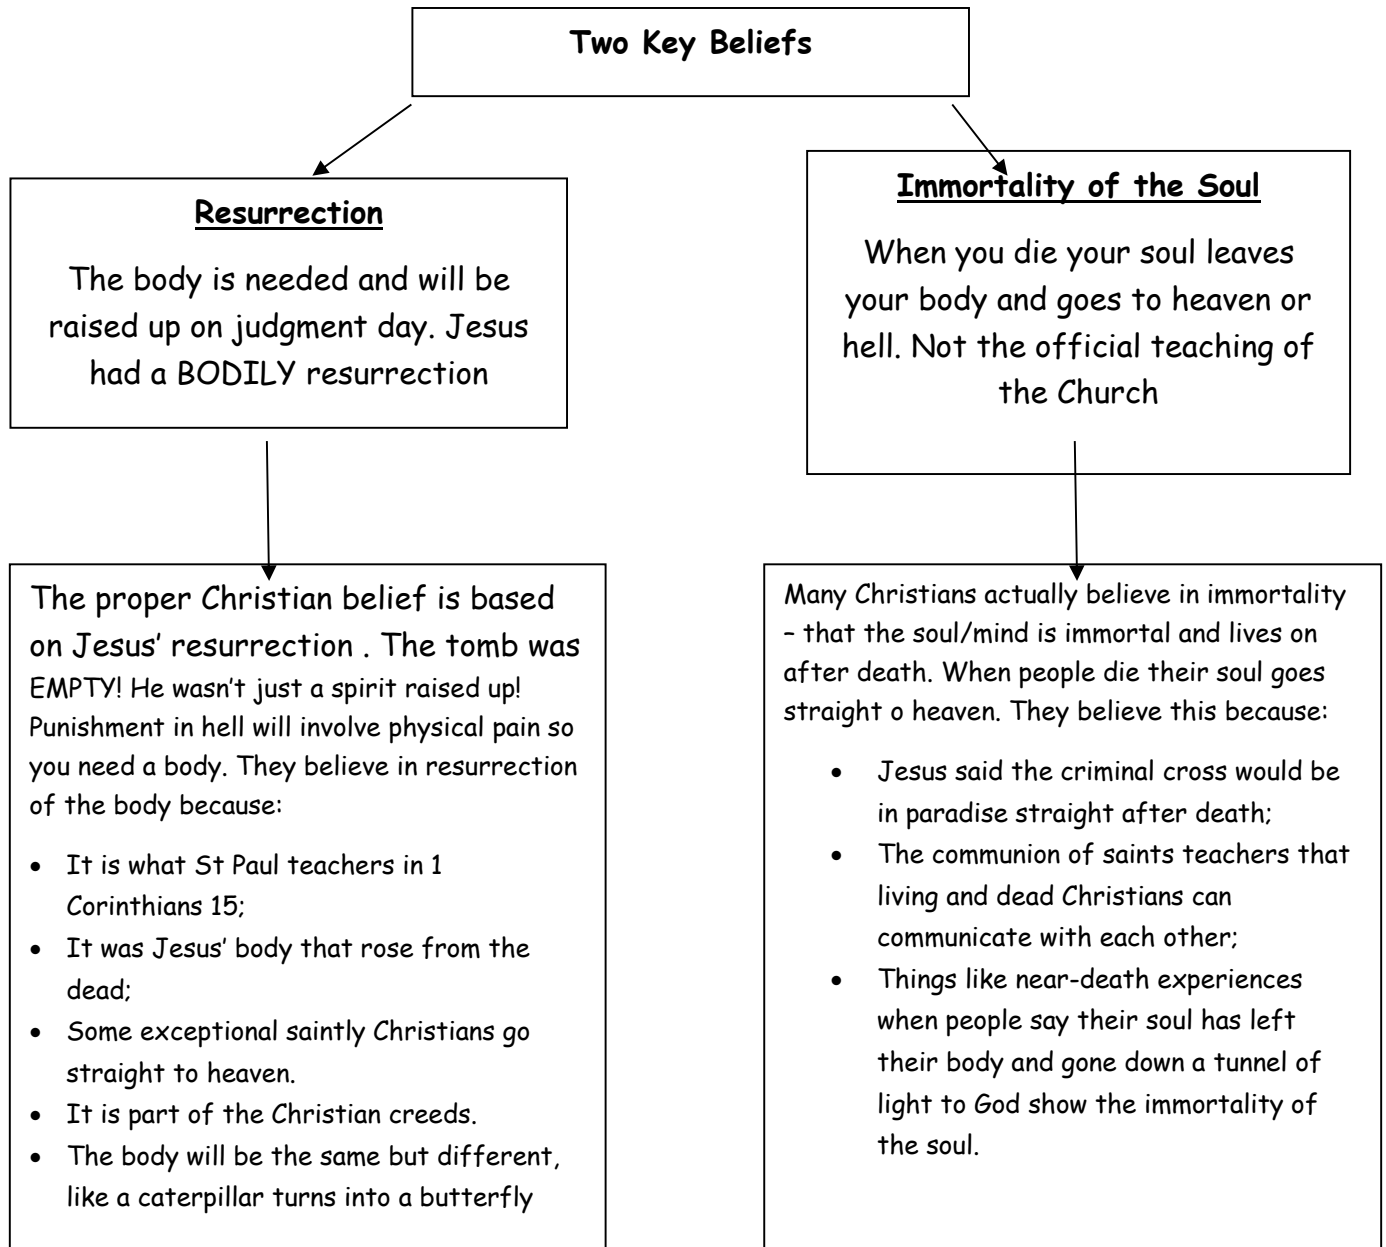 Two Key Beliefs
Resurrection
The body is needed and will be
raised up on judgment day. Jesus
had a BODILY resurrection
Immortality of the Soul
When you die your soul leaves
your body and goes to heaven or
hell. Not the official teaching of
the Church
The proper Christian belief is based
on Jesus’ resurrection . The tomb was
EMPTY! He wasn’t just a spirit raised up!
Punishment in hell will involve physical pain so
you need a body. They believe in resurrection
of the body because:
• It is what St Paul teachers in 1
Corinthians 15;
• It was Jesus’ body that rose from the
dead;
• Some exceptional saintly Christians go
straight to heaven.
• It is part of the Christian creeds.
• The body will be the same but different,
like a caterpillar turns into a butterfly
Many Christians actually believe in immortality
– that the soul/mind is immortal and lives on
after death. When people die their soul goes
straight o heaven. They believe this because:
• Jesus said the criminal cross would be
in paradise straight after death;
• The communion of saints teachers that
living and dead Christians can
communicate with each other;
• Things like near-death experiences
when people say their soul has left
their body and gone down a tunnel of
light to God show the immortality of
the soul.